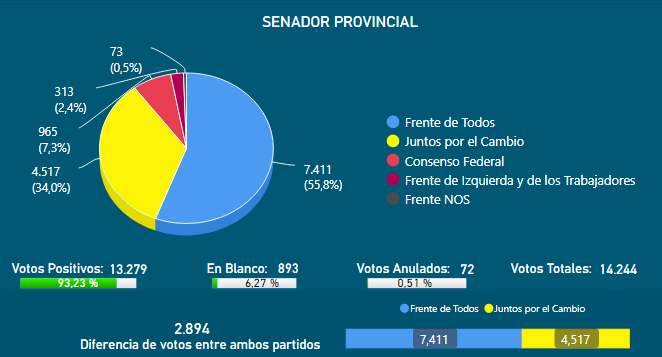 SENADOR PROVINCIAL
73
(0,5%)
313
(2,4%)
965
(7,3%)
4.517
(34,0%)
7.411
(55,8%)
Frente de Todos
Juntos por el Cambio
Consenso Federal
Frente de Izquierda y de los Trabajadores
Frente NOS
Votos Positivos: 13.279
93,23 %
En Blanco: 893
6,27 %
Votos Anulados: 72
0,51 %
Votos Totales: 14.244
Frente de Todos Juntos por el Cambio
2.894
Diferencia de votos entre ambos partidos
7,411 4,517